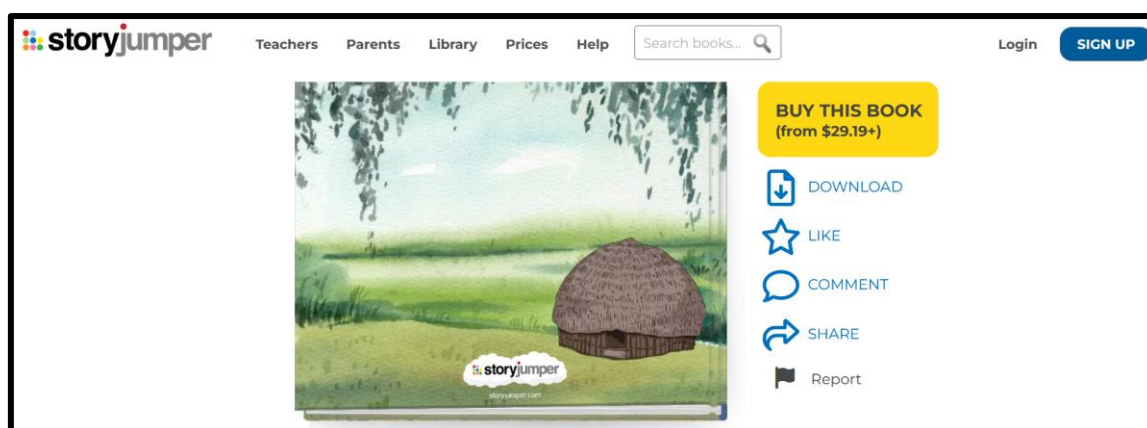 storyjumper
Teachers Parents Library Prices Help Search books... Login SIGN UP
BUY THIS BOOK
(from $29.19+)
DOWNLOAD
LIKE
COMMENT
SHARE
Report
storyjumper
storyjumper.com